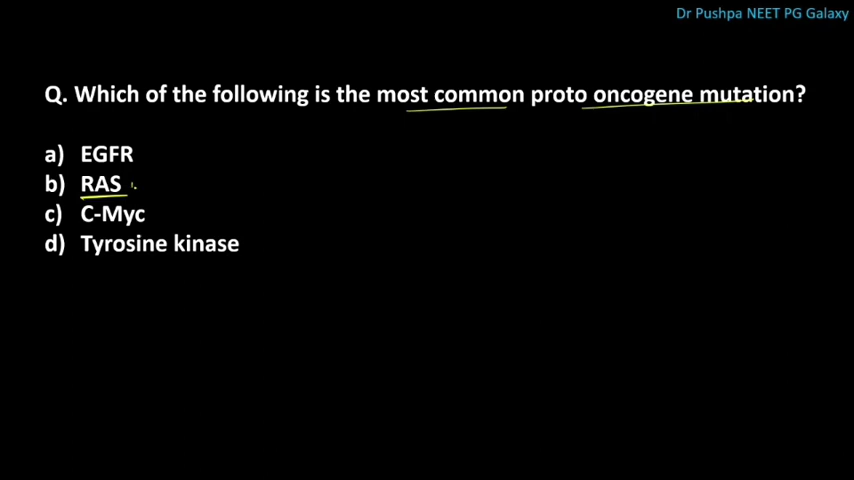 Dr Pushpa NEET PG Galaxy
Q. Which of the following is the most common proto oncogene mutation?
a) EGFR
b) RAS
c) C-Myc
d) Tyrosine kinase